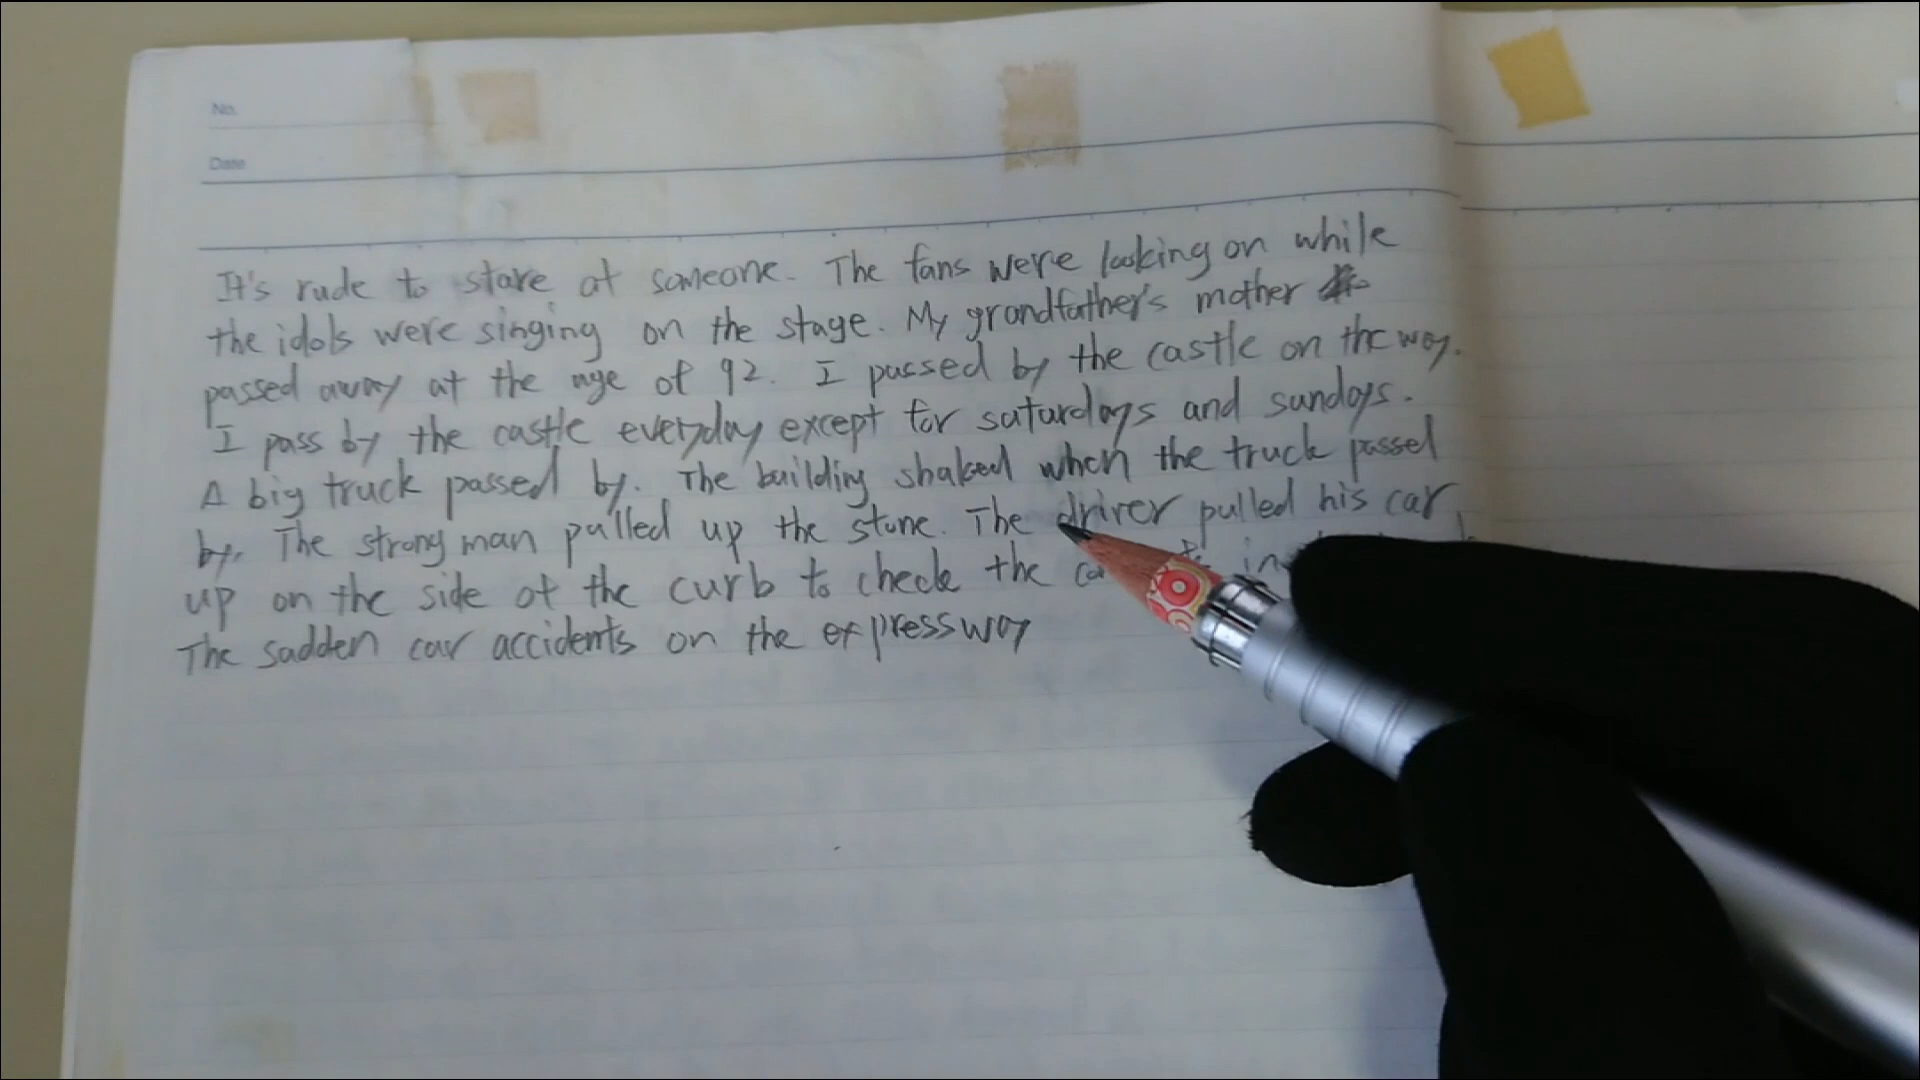 No.
Date
It's rude to stare at someone. The fans were looking on while
the idols were singing on the stage. My grandfather's mother
passed away at the age of 92. I passed by the castle on the way.
I pass by the castle everyday except for saturdays and sundays.
A big truck passed by. The building shaked when the truck passed
by. The strong man pulled up the stone. The driver pulled his car
up on the side of the curb to check the
The sadden car accidents on the expressway